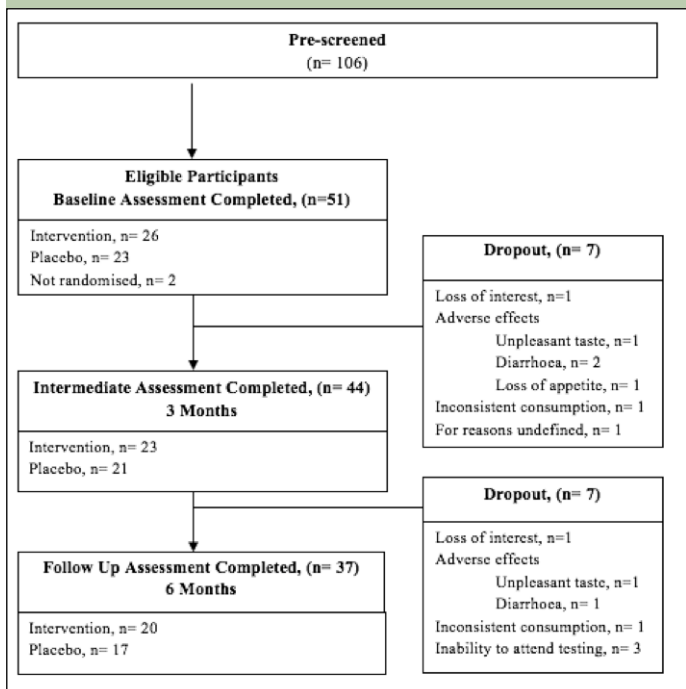 Pre-screened
(n= 106)
Eligible Participants
Baseline Assessment Completed, (n=51)
Intervention, n= 26
Placebo, n= 23
Not randomised, n= 2
Dropout, (n= 7)
Loss of interest, n=1
Adverse effects
Unpleasant taste, n=1
Diarrhoea, n= 2
Loss of appetite, n= 1
Inconsistent consumption, n= 1
For reasons undefined, n= 1
Intermediate Assessment Completed, (n= 44)
3 Months
Intervention, n= 23
Placebo, n= 21
Dropout, (n= 7)
Loss of interest, n=1
Adverse effects
Unpleasant taste, n=1
Diarrhoea, n= 1
Inconsistent consumption, n= 1
Inability to attend testing, n= 3
Follow Up Assessment Completed, (n= 37)
6 Months
Intervention, n= 20
Placebo, n= 17